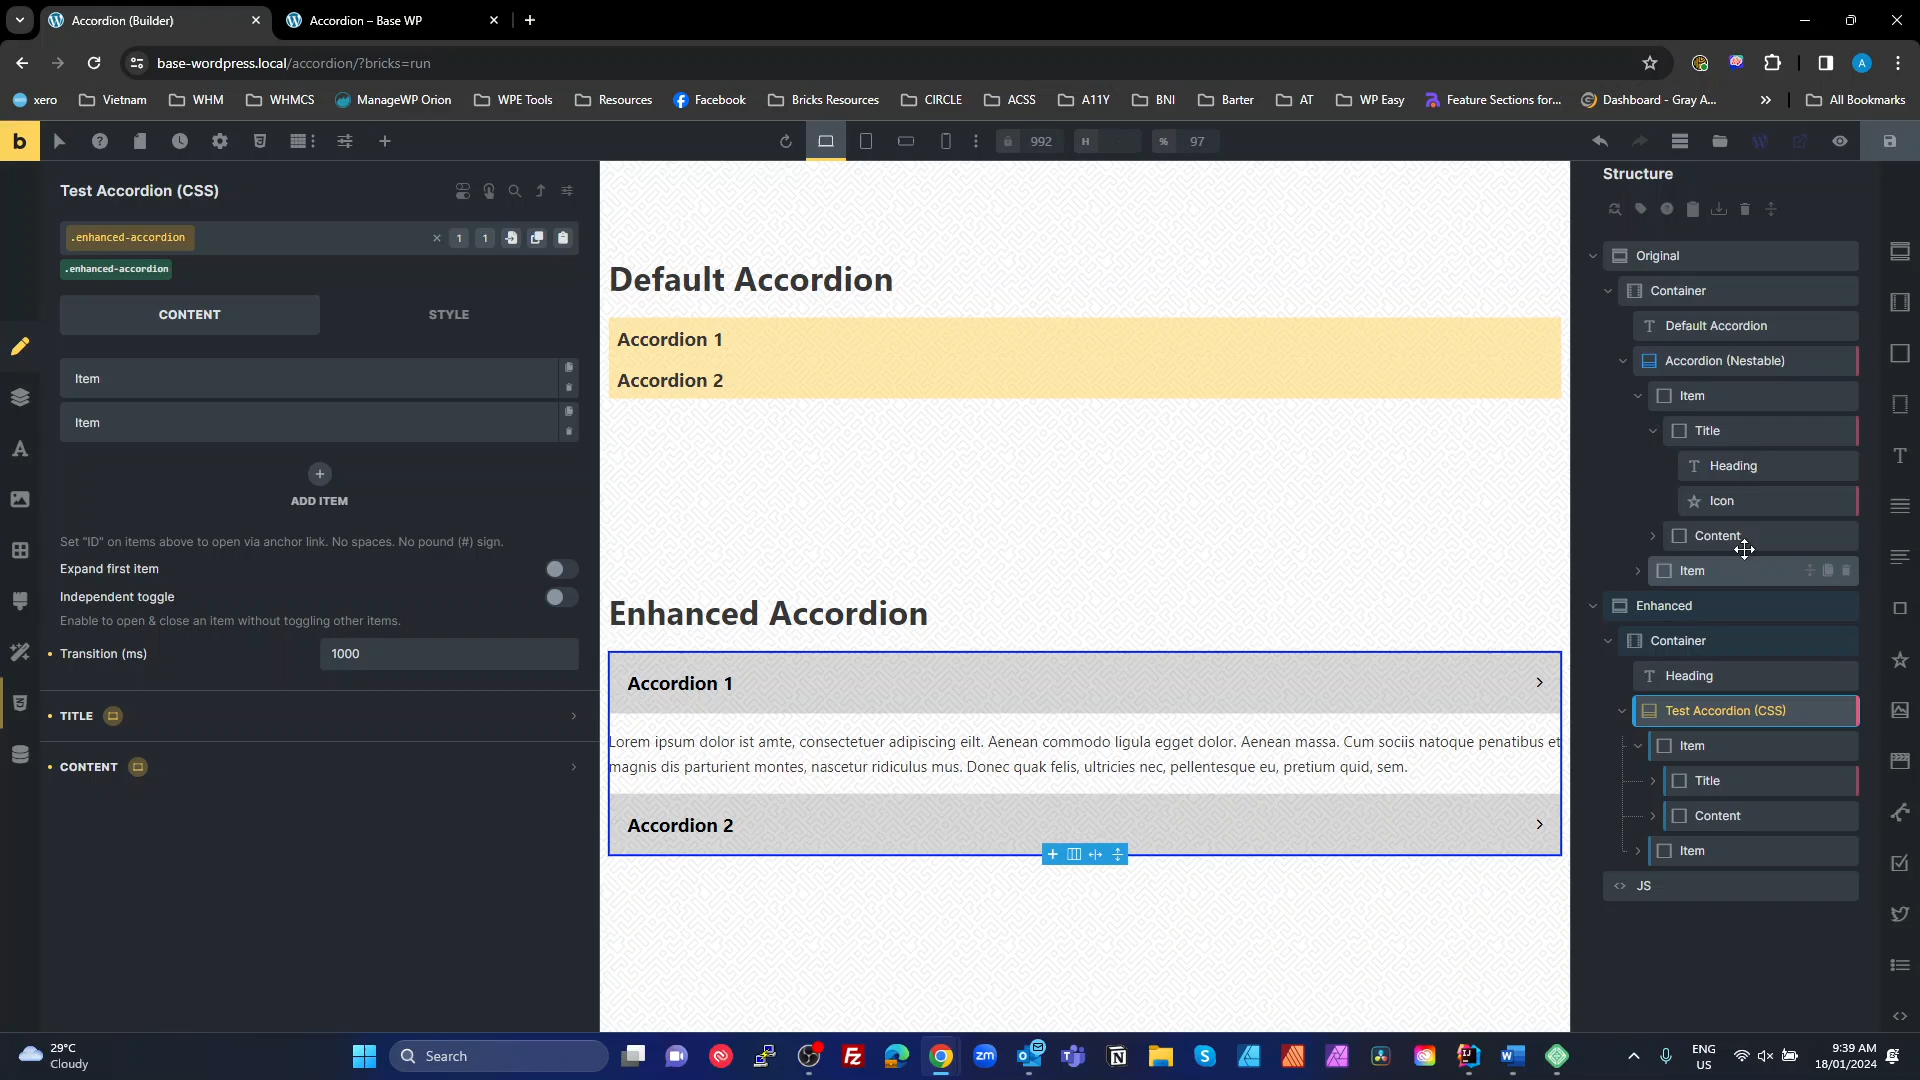 Accordion (Builder)
Accordion – Base WP
base-wordpress.local/accordion/?bricks=run
xero
Vietnam
WHM
WHMCS
ManageWP Orion
WPE Tools
Resources
Facebook
Bricks Resources
CIRCLE
ACSS
A11Y
BNI
Barter
AT
WP Easy
Feature Sections for...
Dashboard - Gray A...
»
All Bookmarks
b
992
H
%
97
Test Accordion (CSS)
.enhanced-accordion
1
1
.enhanced-accordion
CONTENT
STYLE
Item
Item
ADD ITEM
Set "ID" on items above to open via anchor link. No spaces. No pound (#) sign.
Expand first item
Independent toggle
Enable to open & close an item without toggling other items.
Transition (ms)
1000
TITLE
CONTENT
Default Accordion
Accordion 1
Accordion 2
Enhanced Accordion
Accordion 1
Lorem ipsum dolor ist amte, consectetuer adipiscing eilt. Aenean commodo ligula egget dolor. Aenean massa. Cum sociis natoque penatibus et
magnis dis parturient montes, nascetur ridiculus mus. Donec quak felis, ultricies nec, pellentesque eu, pretium quid, sem.
Accordion 2
Structure
Original
Container
Default Accordion
Accordion (Nestable)
Item
Title
Heading
Icon
Content
Item
Enhanced
Container
Heading
Test Accordion (CSS)
Item
Title
Content
Item
JS
29°C
Cloudy
Search
zm
ENG
US
9:39 AM
18/01/2024